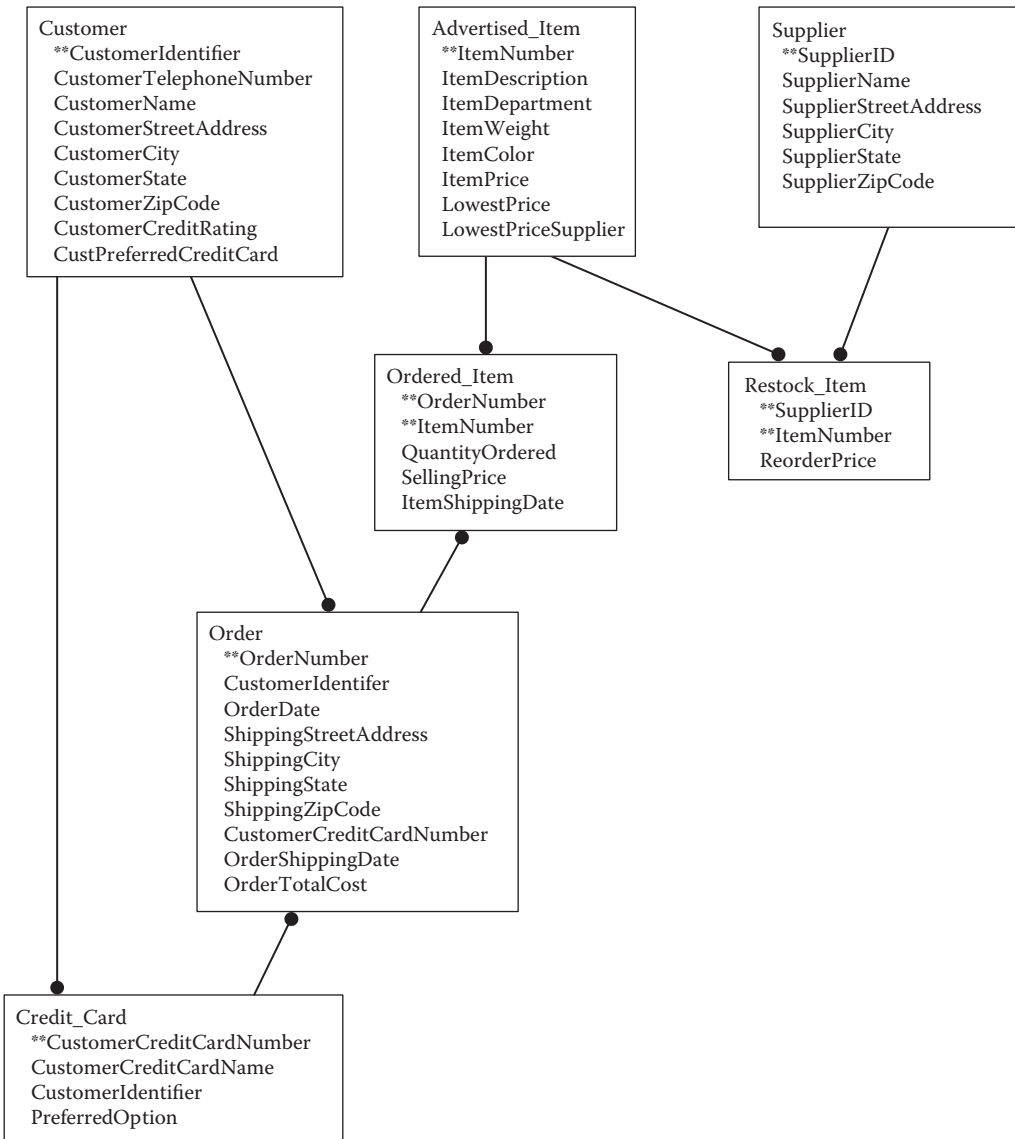 Customer
**CustomerIdentifier
CustomerTelephoneNumber
CustomerName
CustomerStreetAddress
CustomerCity
CustomerState
CustomerZipCode
CustomerCreditRating
CustPreferredCreditCard
Advertised_Item
**ItemNumber
ItemDescription
ItemDepartment
ItemWeight
ItemColor
ItemPrice
LowestPrice
LowestPriceSupplier
Supplier
**SupplierID
SupplierName
SupplierStreetAddress
SupplierCity
SupplierState
SupplierZipCode
Ordered_Item
**OrderNumber
**ItemNumber
QuantityOrdered
SellingPrice
ItemShippingDate
Restock_Item
**SupplierID
**ItemNumber
ReorderPrice
Order
**OrderNumber
CustomerIdentifer
OrderDate
ShippingStreetAddress
ShippingCity
ShippingState
ShippingZipCode
CustomerCreditCardNumber
OrderShippingDate
OrderTotalCost
Credit_Card
**CustomerCreditCardNumber
CustomerCreditCardName
CustomerIdentifier
PreferredOption